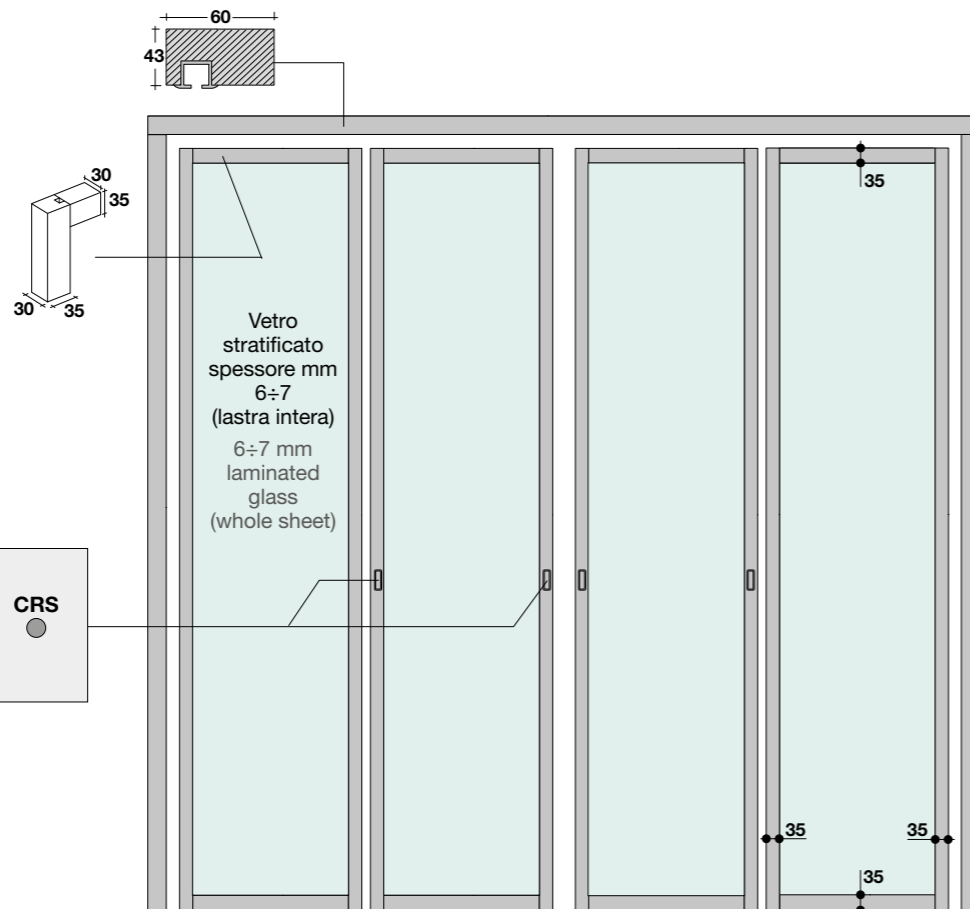 60
43
30
35
30
35
35
Vetro
stratificato
spessore mm
6÷7
(lastra intera)
6÷7 mm
laminated
glass
(whole sheet)
CRS
35
35
35